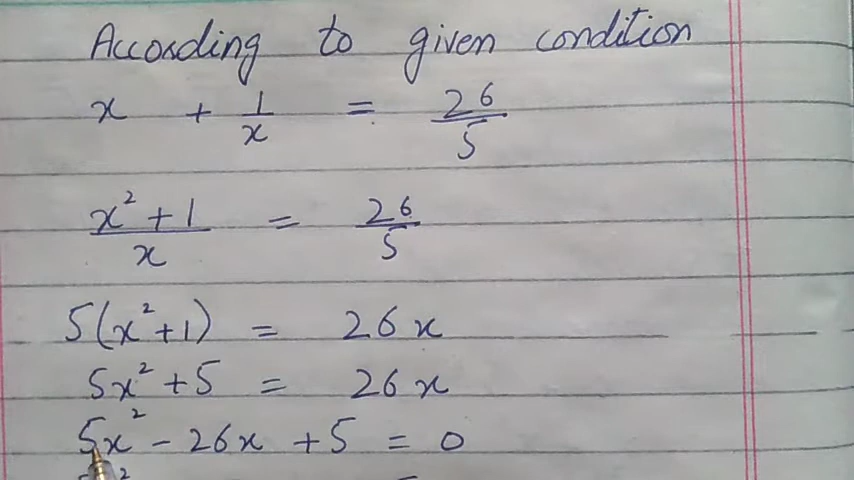 According to given condition
x + 1/x = 26/5
x² + 1/x = 26/5
5(x²+1) = 26x
5x² + 5 = 26x
5x² - 26x + 5 = 0